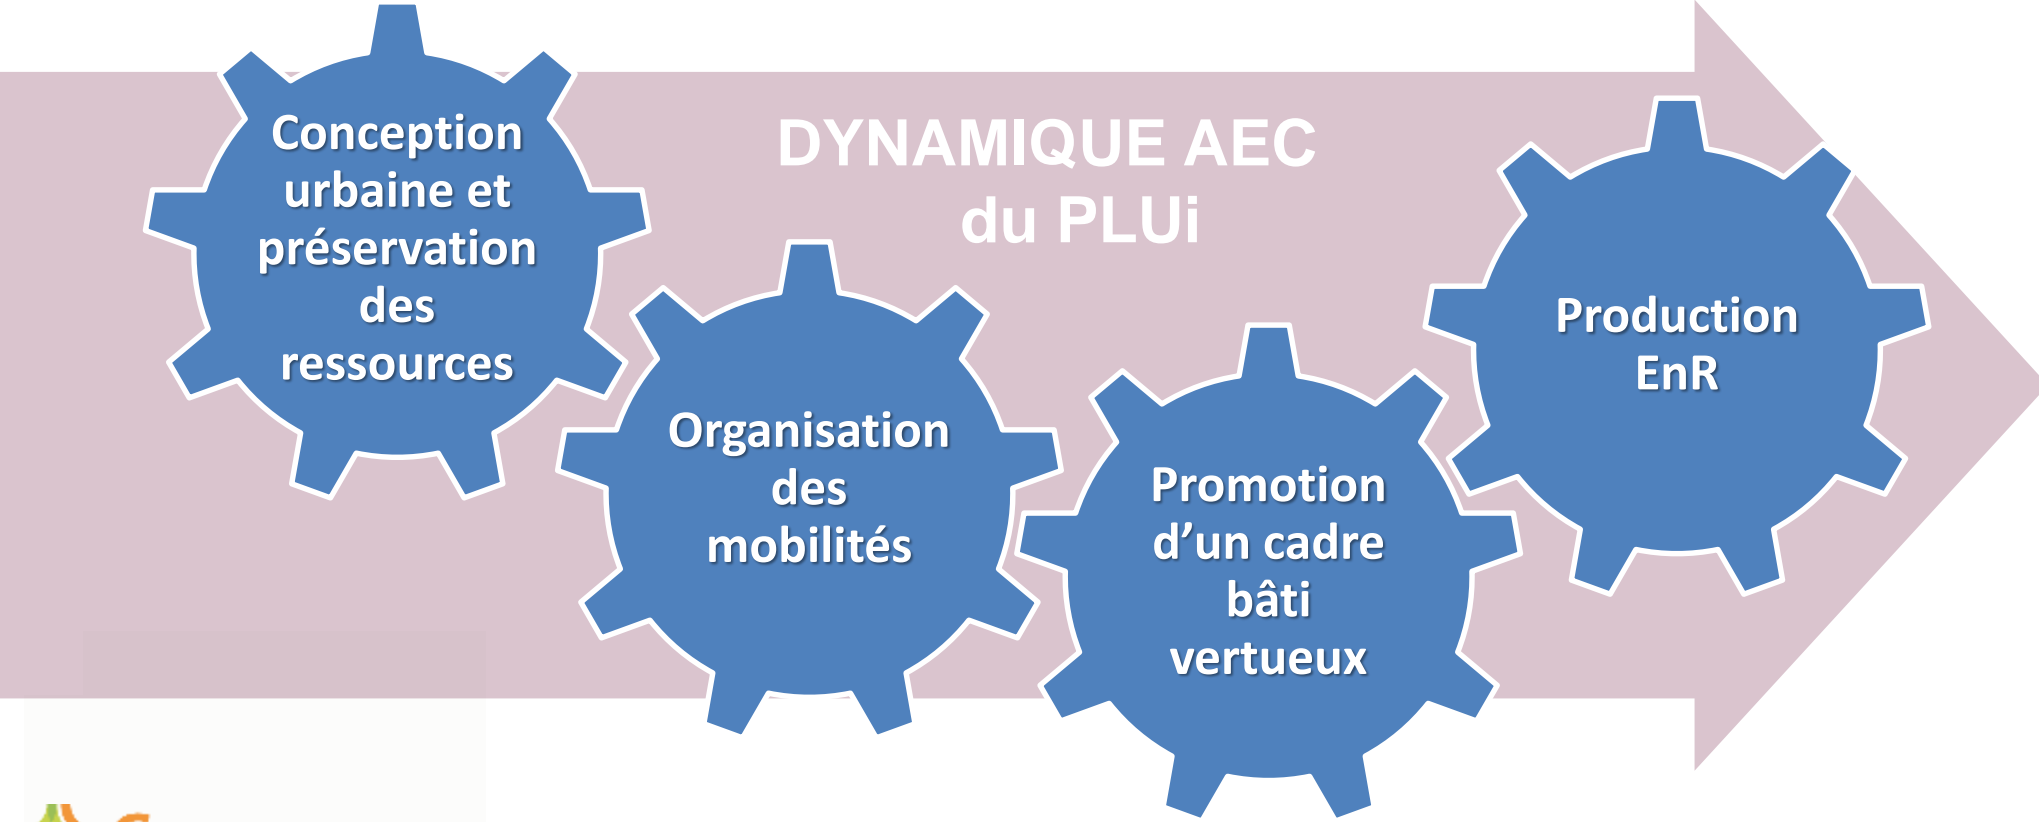 DYNAMIQUE AEC
du PLUi
Conception
urbaine et
préservation
des
ressources
Organisation
des
mobilités
Promotion
d’un cadre
bâti
vertueux
Production
EnR